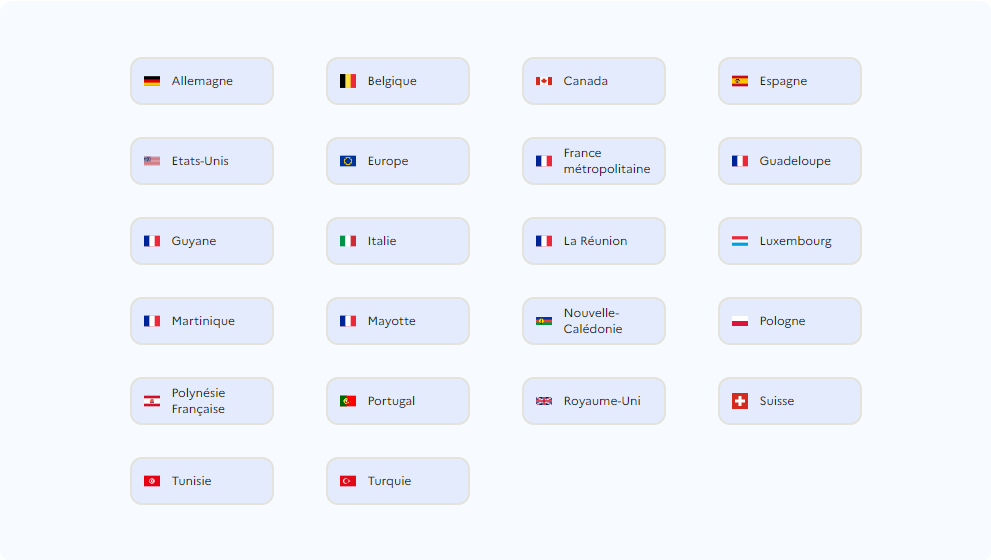 Allemagne
Belgique
Canada
Espagne
Etats-Unis
Europe
France
métropolitaine
Guadeloupe
Guyane
Italie
La Réunion
Luxembourg
Martinique
Mayotte
Nouvelle-
Calédonie
Pologne
Polynésie
Française
Portugal
Royaume-Uni
Suisse
Tunisie
Turquie